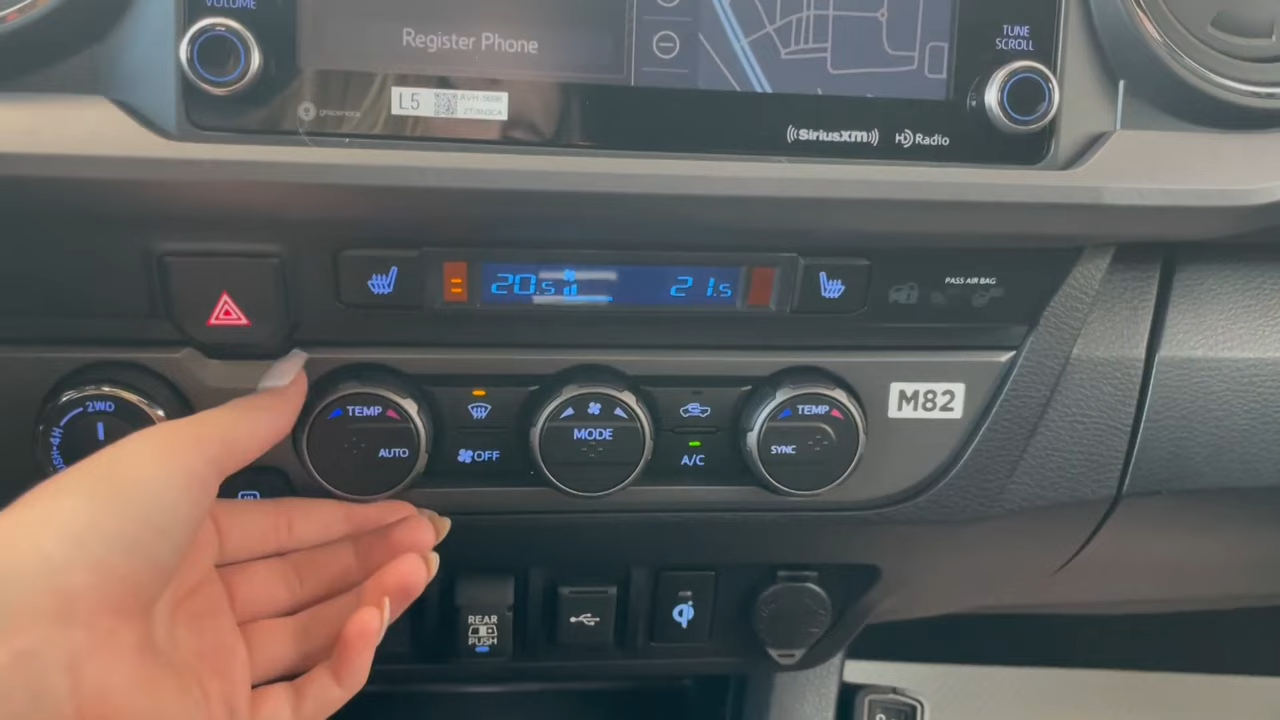 VOLUME
Register Phone
TUNE
SCROLL
L5
gracenote
SiriusXM
HD Radio
20.5
21.5
PASS AIR BAG
2WD
TEMP
AUTO
OFF
MODE
A/C
TEMP
SYNC
M82
REAR
PUSH